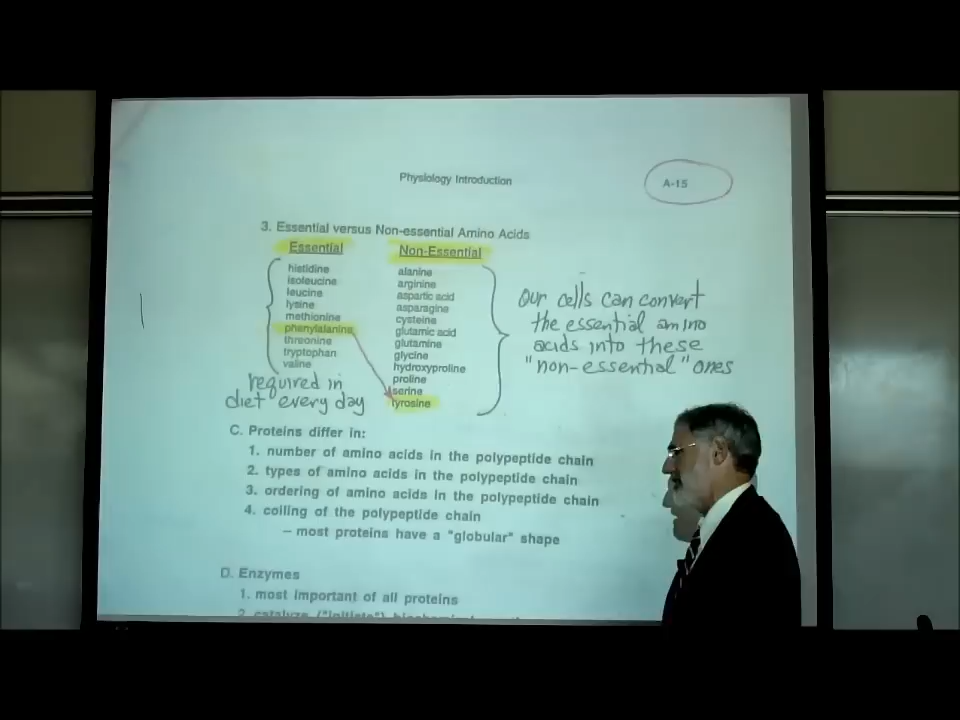 Physiology Introduction
A-15
3. Essential versus Non-essential Amino Acids
Essential
histidine
isoleucine
leucine
lysine
methionine
phenylalanine
threonine
tryptophan
valine
required in
diet every day
Non-Essential
alanine
arginine
aspartic acid
asparagine
cysteine
glutamic acid
glutamine
glycine
hydroxyproline
proline
serine
tyrosine
Our cells can convert
the essential amino
acids into these
"non-essential" ones
C. Proteins differ in:
1. number of amino acids in the polypeptide chain
2. types of amino acids in the polypeptide chain
3. ordering of amino acids in the polypeptide chain
4. coiling of the polypeptide chain
– most proteins have a "globular" shape
D. Enzymes
1. most important of all proteins
2. catalyze ("initiate")